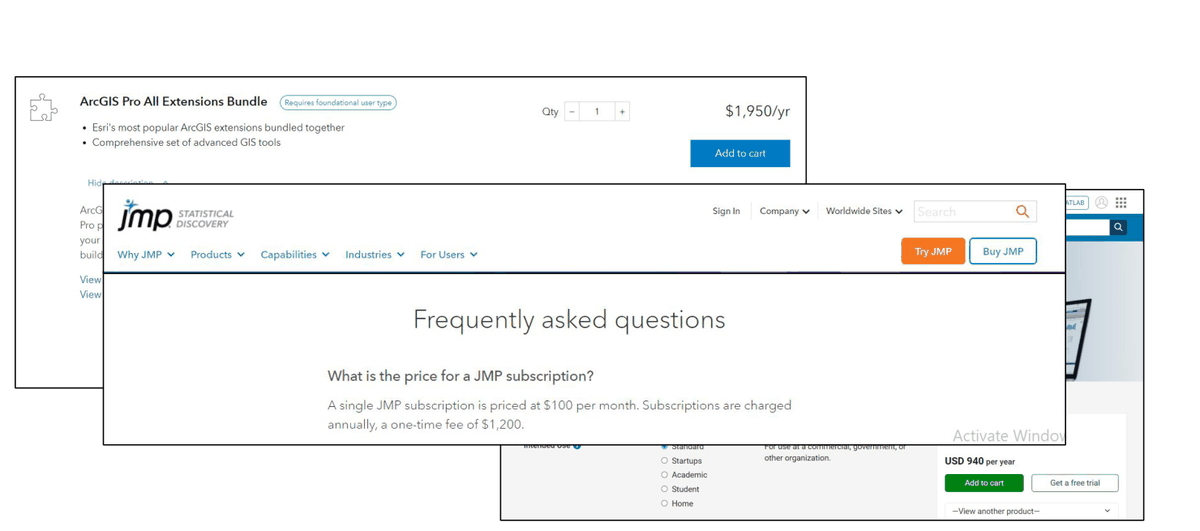 ArcGIS Pro All Extensions Bundle Requires foundational user type
Qty - 1 + $1,950/yr
• Esri's most popular ArcGIS extensions bundled together
• Comprehensive set of advanced GIS tools
Add to cart
Hide description
ArcG
Pro p
your
build
View
View
jmp STATISTICAL
DISCOVERY
Sign In Company Worldwide Sites Search
Why JMP Products Capabilities Industries For Users Try JMP Buy JMP
Frequently asked questions
What is the price for a JMP subscription?
A single JMP subscription is priced at $100 per month. Subscriptions are charged
annually, a one-time fee of $1,200.
ATLAB
Activate Window
Intended Use Standard For use at a commercial, government, or
Startups other organization.
Academic
Student
Home
USD 940 per year
Add to cart Get a free trial
--View another product--